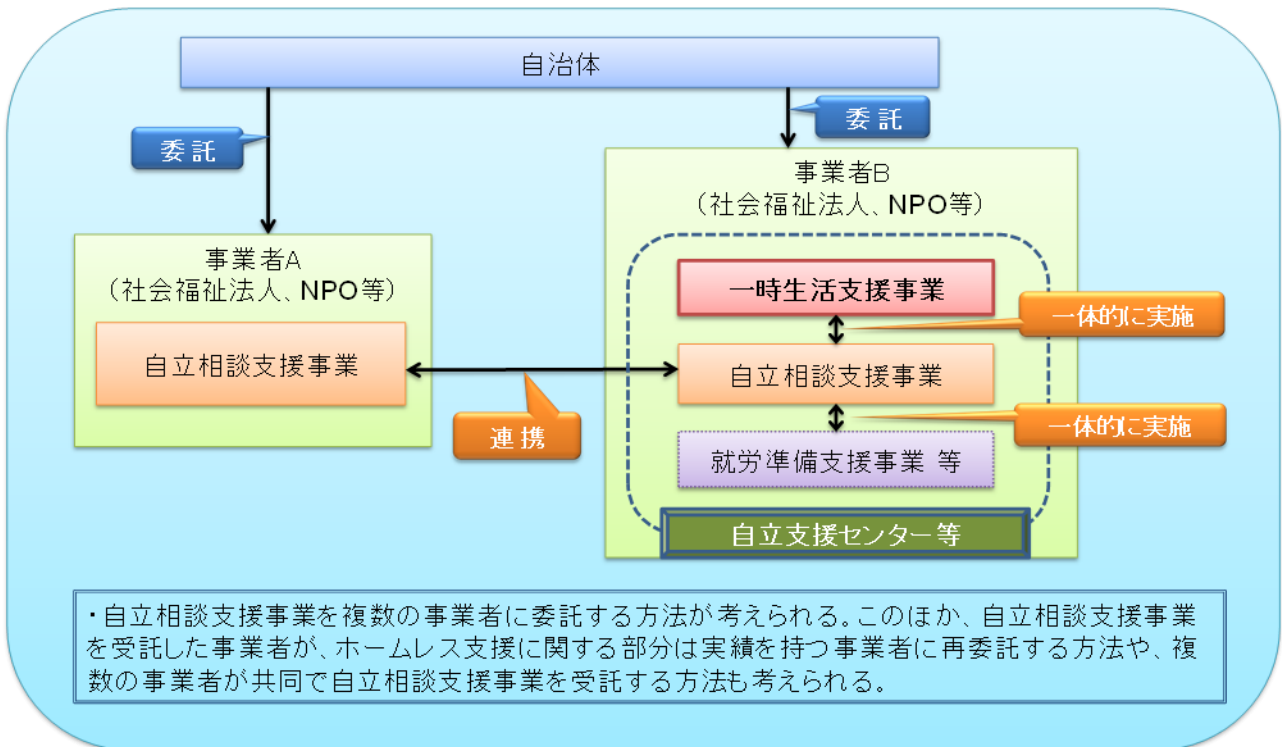 自治体
委託
委託
事業者B
（社会福祉法人、NPO等）
事業者A
（社会福祉法人、NPO等）
一時生活支援事業
一体的に実施
自立相談支援事業
自立相談支援事業
連携
一体的に実施
就労準備支援事業 等
自立支援センター等
・自立相談支援事業を複数の事業者に委託する方法が考えられる。このほか、自立相談支援事業
を受託した事業者が、ホームレス支援に関する部分は実績を持つ事業者に再委託する方法や、複
数の事業者が共同で自立相談支援事業を受託する方法も考えられる。